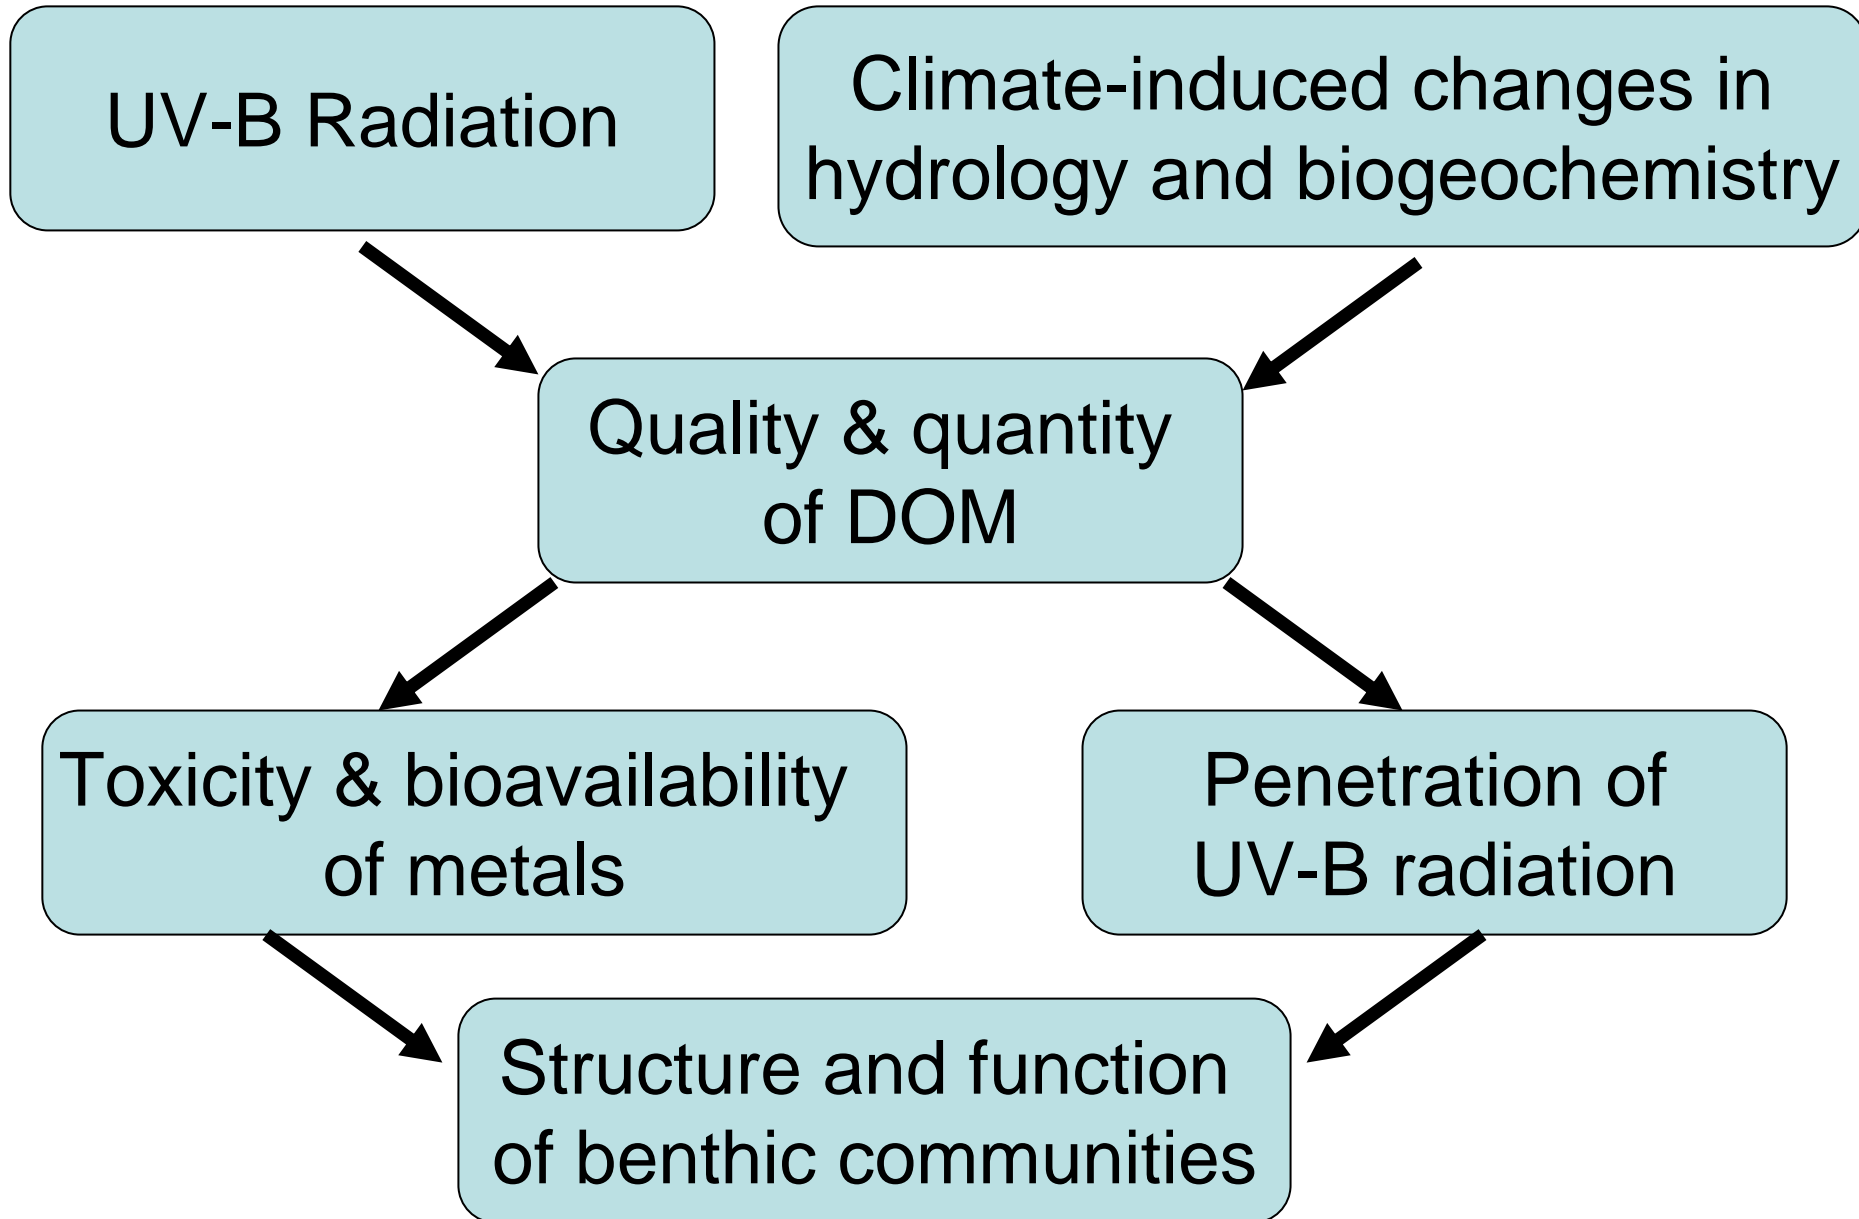 UV-B Radiation
Climate-induced changes in
hydrology and biogeochemistry
Quality & quantity
of DOM
Toxicity & bioavailability
of metals
Penetration of
UV-B radiation
Structure and function
of benthic communities